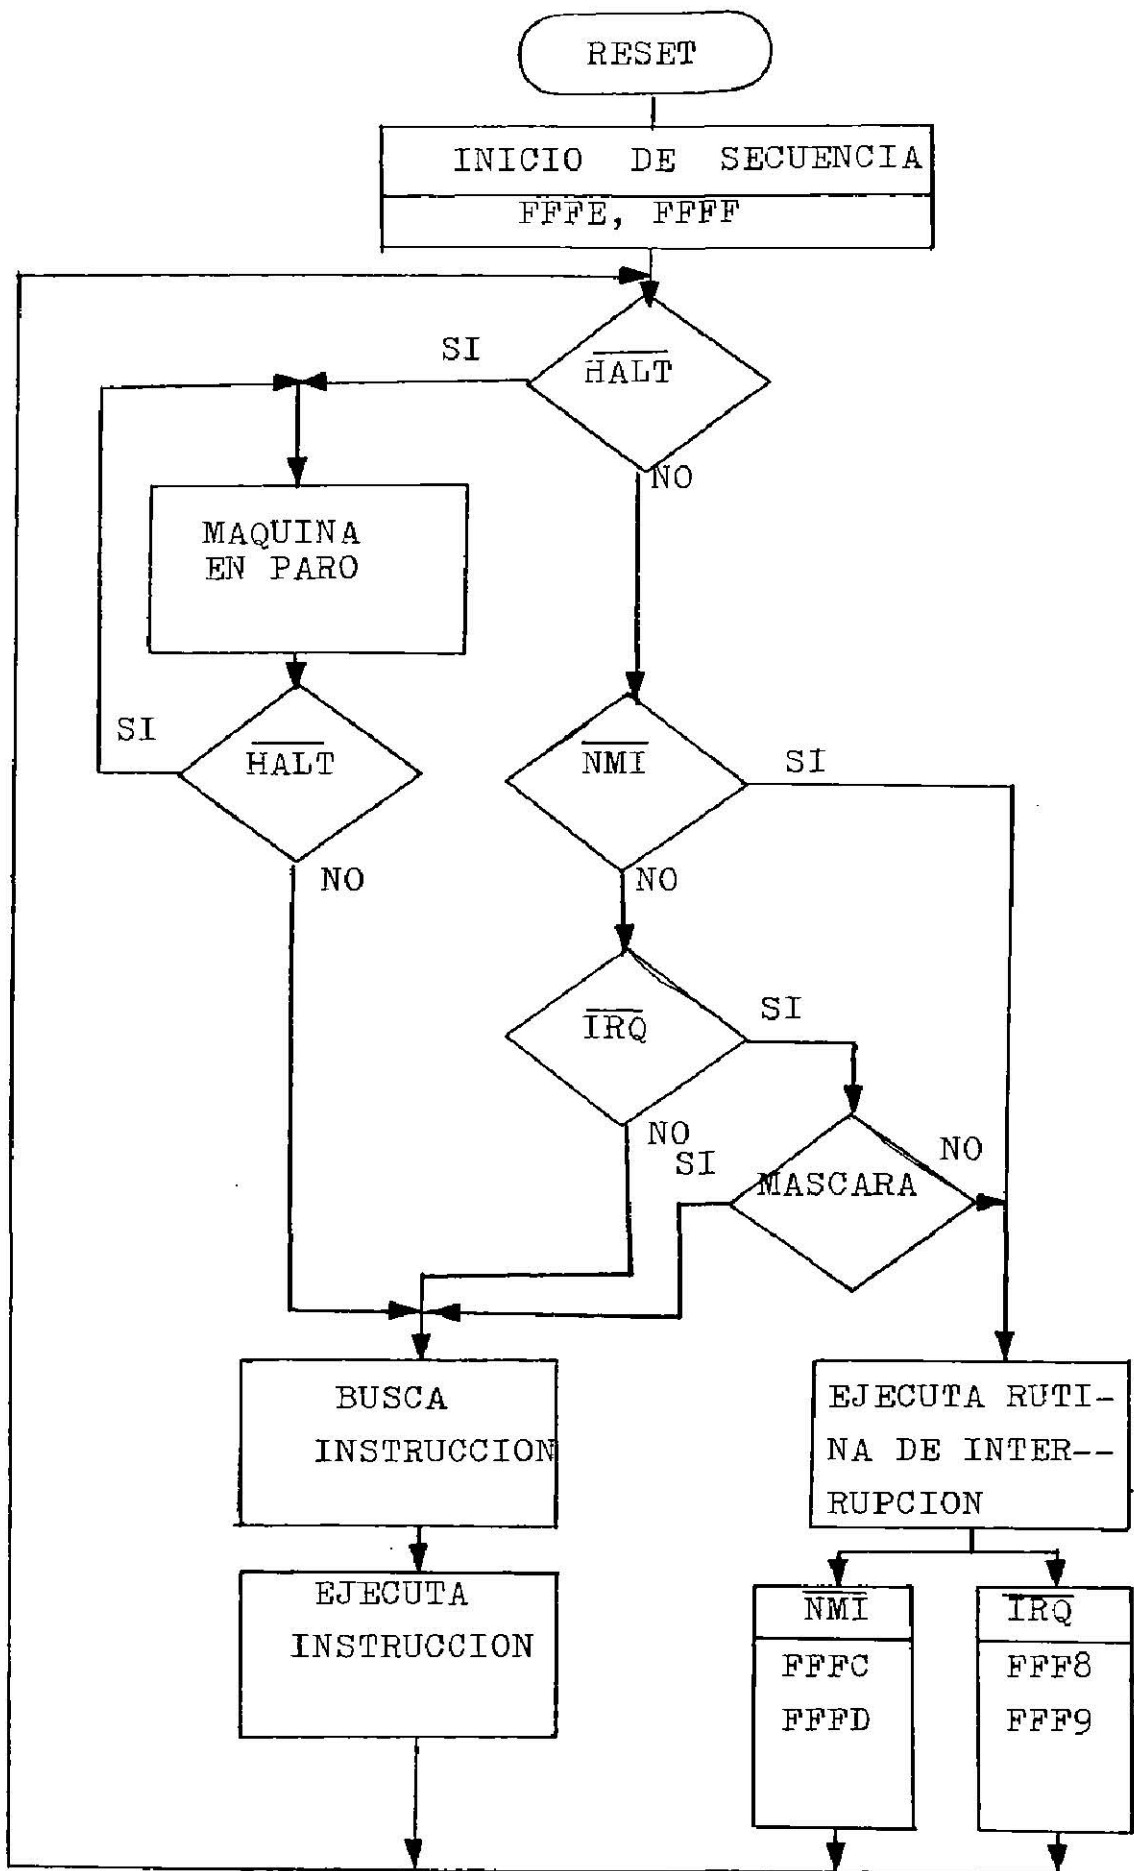 RESET
INICIO DE SECUENCIA
FFFE, FFFF
SI
HALT
NO
MAQUINA
EN PARO
SI
HALT
NO
NMI
SI
NO
IRQ
SI
NO
SI
MASCARA
NO
BUSCA
INSTRUCCION
EJECUTA RUTI-
NA DE INTER--
RUPCION
EJECUTA
INSTRUCCION
NMI
FFFC
FFFD
IRQ
FFF8
FFF9